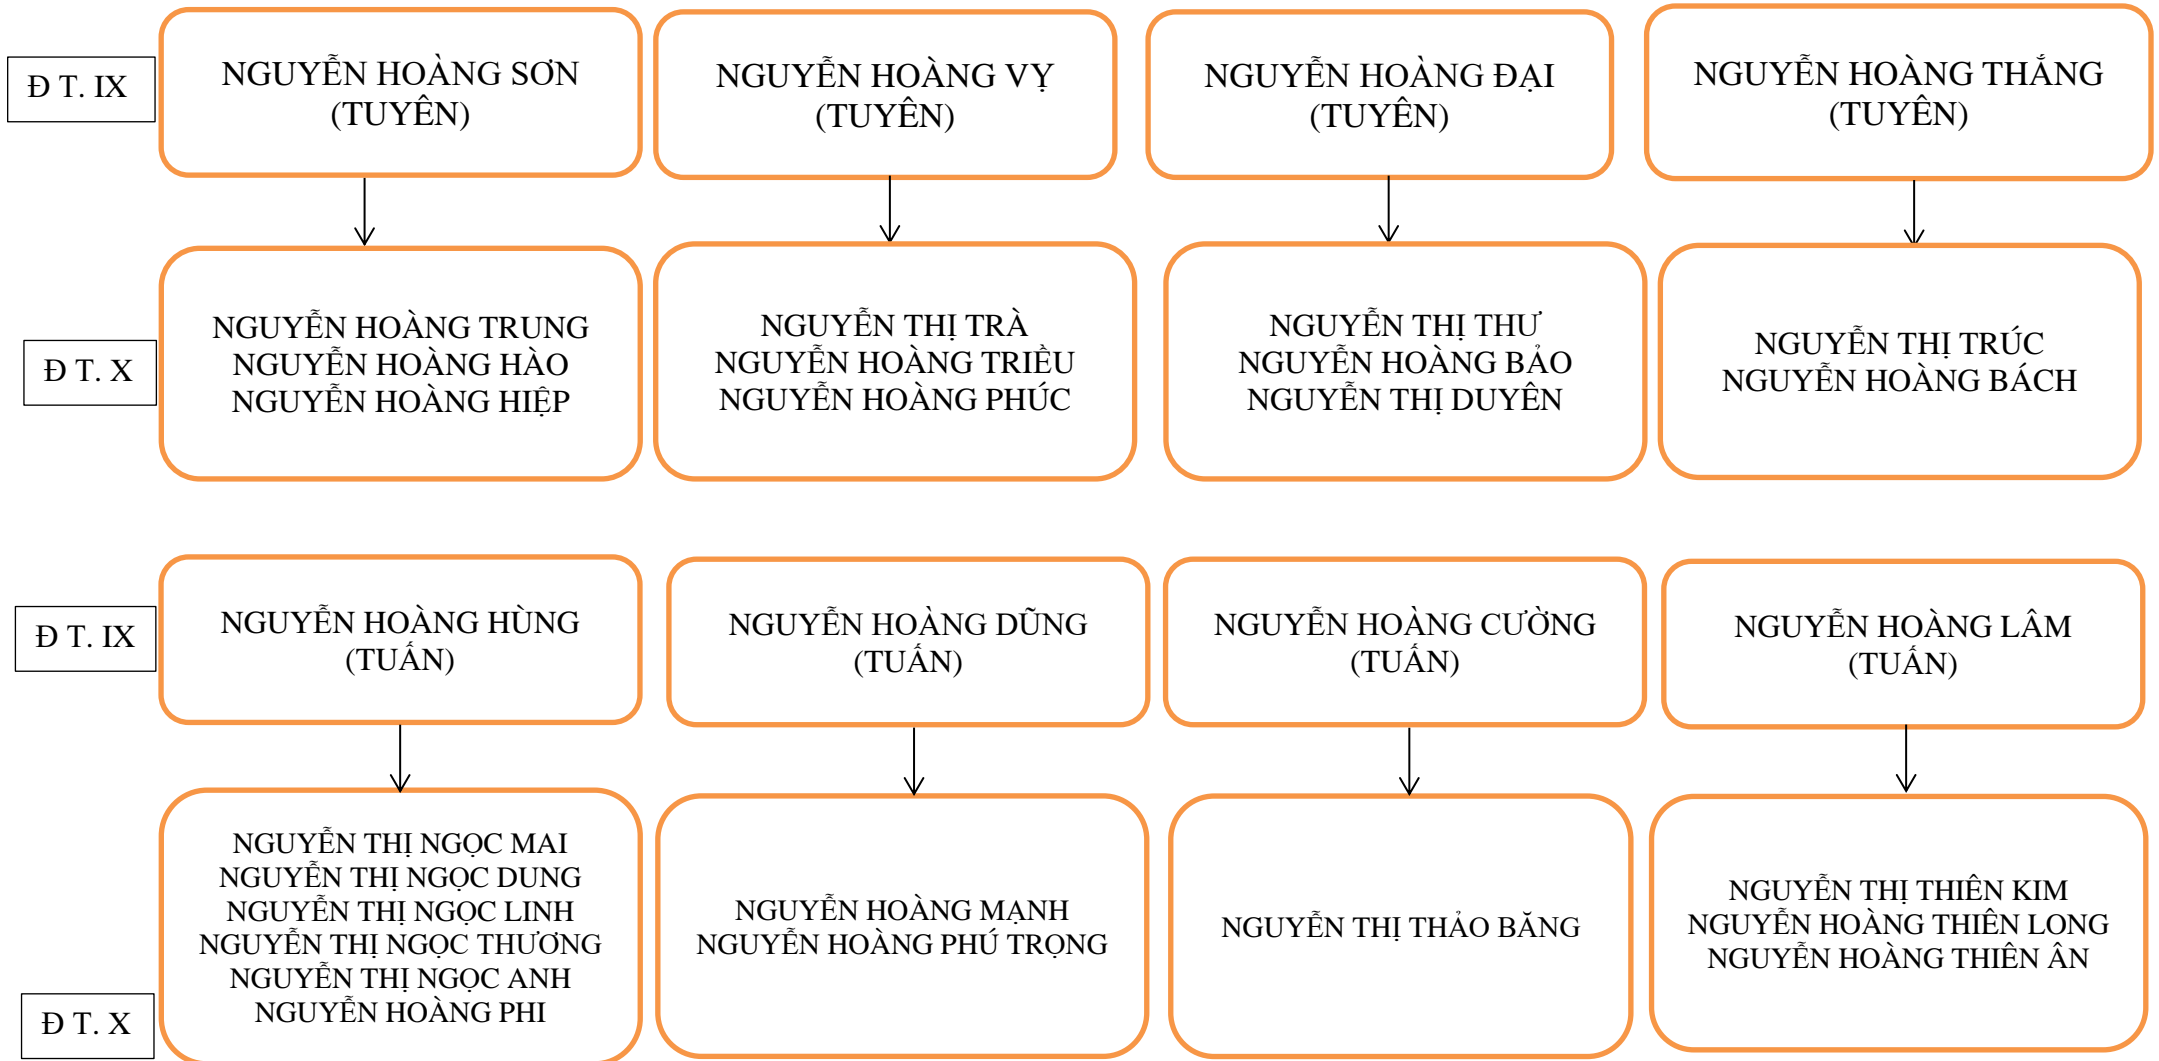 Đ T. IX
NGUYỄN HOÀNG SƠN
(TUYÊN)
NGUYỄN HOÀNG VỴ
(TUYÊN)
NGUYỄN HOÀNG ĐẠI
(TUYÊN)
NGUYỄN HOÀNG THẮNG
(TUYÊN)
Đ T. X
NGUYỄN HOÀNG TRUNG
NGUYỄN HOÀNG HÀO
NGUYỄN HOÀNG HIỆP
NGUYỄN THỊ TRÀ
NGUYỄN HOÀNG TRIỀU
NGUYỄN HOÀNG PHÚC
NGUYỄN THỊ THƯ
NGUYỄN HOÀNG BẢO
NGUYỄN THỊ DUYÊN
NGUYỄN THỊ TRÚC
NGUYỄN HOÀNG BÁCH
Đ T. IX
NGUYỄN HOÀNG HÙNG
(TUẤN)
NGUYỄN HOÀNG DŨNG
(TUẤN)
NGUYỄN HOÀNG CƯỜNG
(TUẤN)
NGUYỄN HOÀNG LÂM
(TUẤN)
Đ T. X
NGUYỄN THỊ NGỌC MAI
NGUYỄN THỊ NGỌC DUNG
NGUYỄN THỊ NGỌC LINH
NGUYỄN THỊ NGỌC THƯƠNG
NGUYỄN THỊ NGỌC ANH
NGUYỄN HOÀNG PHI
NGUYỄN HOÀNG MẠNH
NGUYỄN HOÀNG PHÚ TRỌNG
NGUYỄN THỊ THẢO BĂNG
NGUYỄN THỊ THIÊN KIM
NGUYỄN HOÀNG THIÊN LONG
NGUYỄN HOÀNG THIÊN ÂN